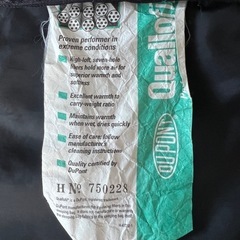 Proven performer in
extreme conditions
High-loft, seven-hole
fibers hold more air for
superior warmth and
softness
Excellent warmth to
carry weight ratio
Maintains warmth
when wet, dries quickly
Ease of care: follow
manufacturer's
cleaning instructions
Quality certified by
DuPont
H No 750228
Quallo
DUPONT